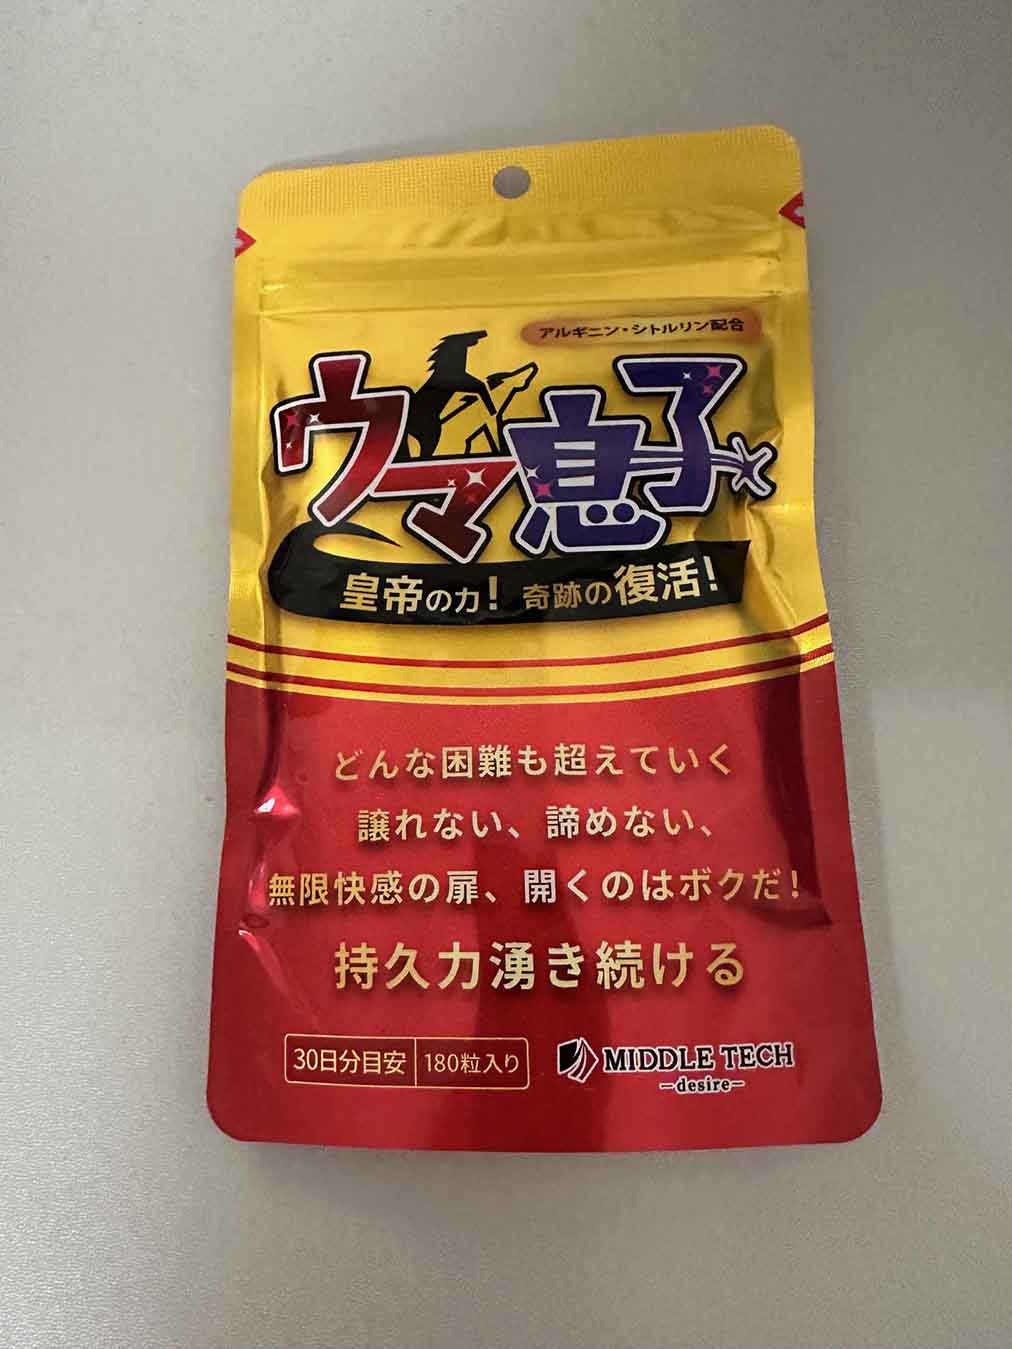 アルギニン・シトルリン配合
ウマ息子
皇帝の力! 奇跡の復活!
どんな困難も超えていく
譲れない、諦めない、
無限快感の扉、開くのはボクだ!
持久力湧き続ける
30日分目安 180粒入り
MIDDLE TECH
-desire-